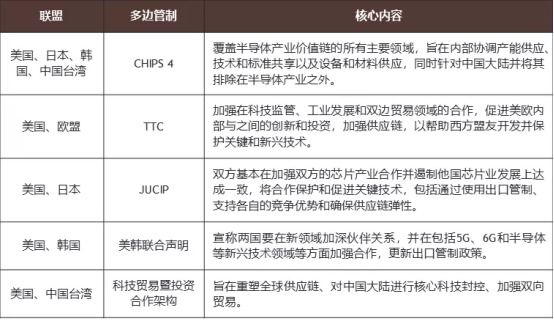 联盟 多边管制 核心内容
美国、日本、韩
国、中国台湾
CHIPS 4
覆盖半导体产业价值链的所有主要领域，旨在内部协调产能供应、
技术和标准共享以及设备和材料供应，同时针对中国大陆并将其
排除在半导体产业之外。
美国、欧盟
TTC
加强在科技监管、工业发展和双边贸易领域的合作，促进美欧内
部与之间的创新和投资，加强供应链，以帮助西方盟友开发并保
护关键和新兴技术。
美国、日本
JUCIP
双方基本在加强双方的芯片产业合作并遏制他国芯片业发展上达
成一致，将合作保护和促进关键技术，包括通过使用出口管制、
支持各自的竞争优势和确保供应链弹性。
美国、韩国
美韩联合声明
宣称两国要在新领域加深伙伴关系，并在包括5G、6G和半导体
等新兴技术领域等方面加强合作，更新出口管制政策。
美国、中国台湾
科技贸易暨投资
合作架构
旨在重塑全球供应链、对中国大陆进行核心科技封控、加强双向
贸易。